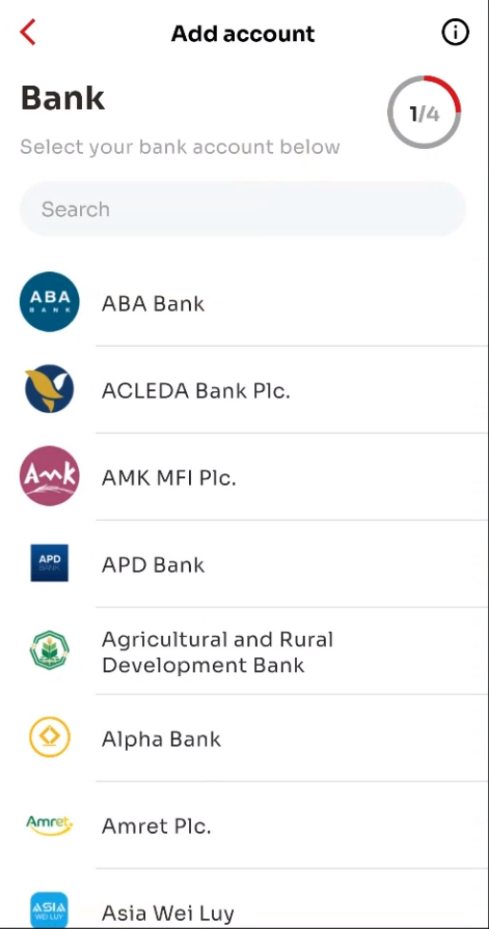 Add account
Bank
1/4
Select your bank account below
Search
ABA
BANK
ABA Bank
ACLEDA Bank Plc.
Amk
AMK MFI Plc.
APD
BANK
APD Bank
Agricultural and Rural
Development Bank
Alpha Bank
Amret
Amret Plc.
ASIA
WEI LUY
Asia Wei Luy